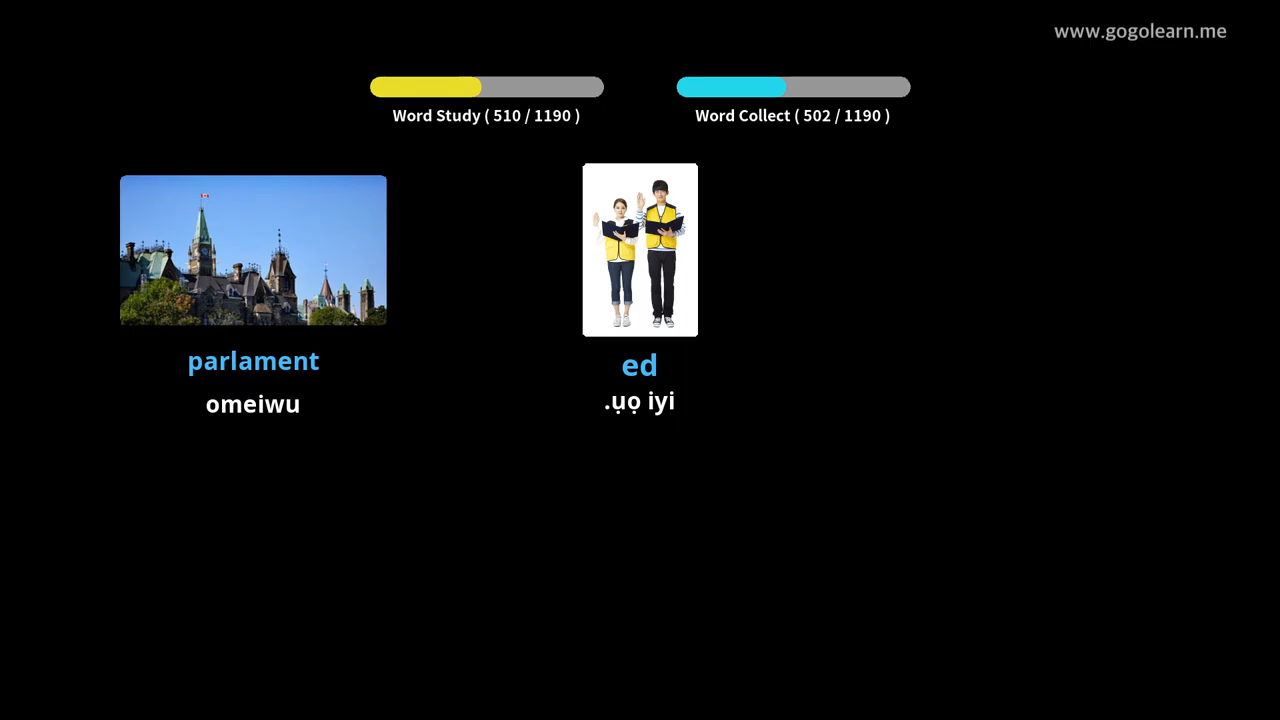 www.gogolearn.me
Word Study ( 510 / 1190 )
Word Collect ( 502 / 1190 )
parlament
omeiwu
ed
.ụọ iyi